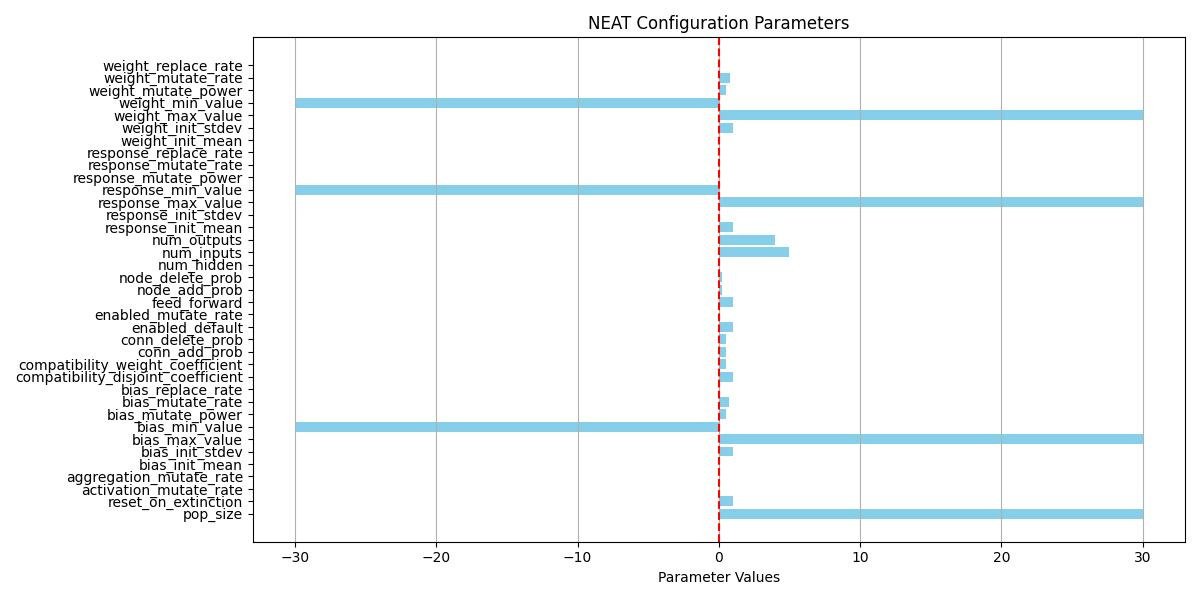 NEAT Configuration Parameters
weight_replace_rate
weight_mutate_rate
weight_mutate_power
weight_min_value
weight_max_value
weight_init_stdev
weight_init_mean
response_replace_rate
response_mutate_rate
response_mutate_power
response_min_value
response_max_value
response_init_stdev
response_init_mean
num_outputs
num_inputs
num_hidden
node_delete_prob
node_add_prob
feed_forward
enabled_mutate_rate
enabled_default
conn_delete_prob
conn_add_prob
compatibility_weight_coefficient
compatibility_disjoint_coefficient
bias_replace_rate
bias_mutate_rate
bias_mutate_power
bias_min_value
bias_max_value
bias_init_stdev
bias_init_mean
aggregation_mutate_rate
activation_mutate_rate
reset_on_extinction
pop_size
−30 −20 −10 0 10 20 30
Parameter Values